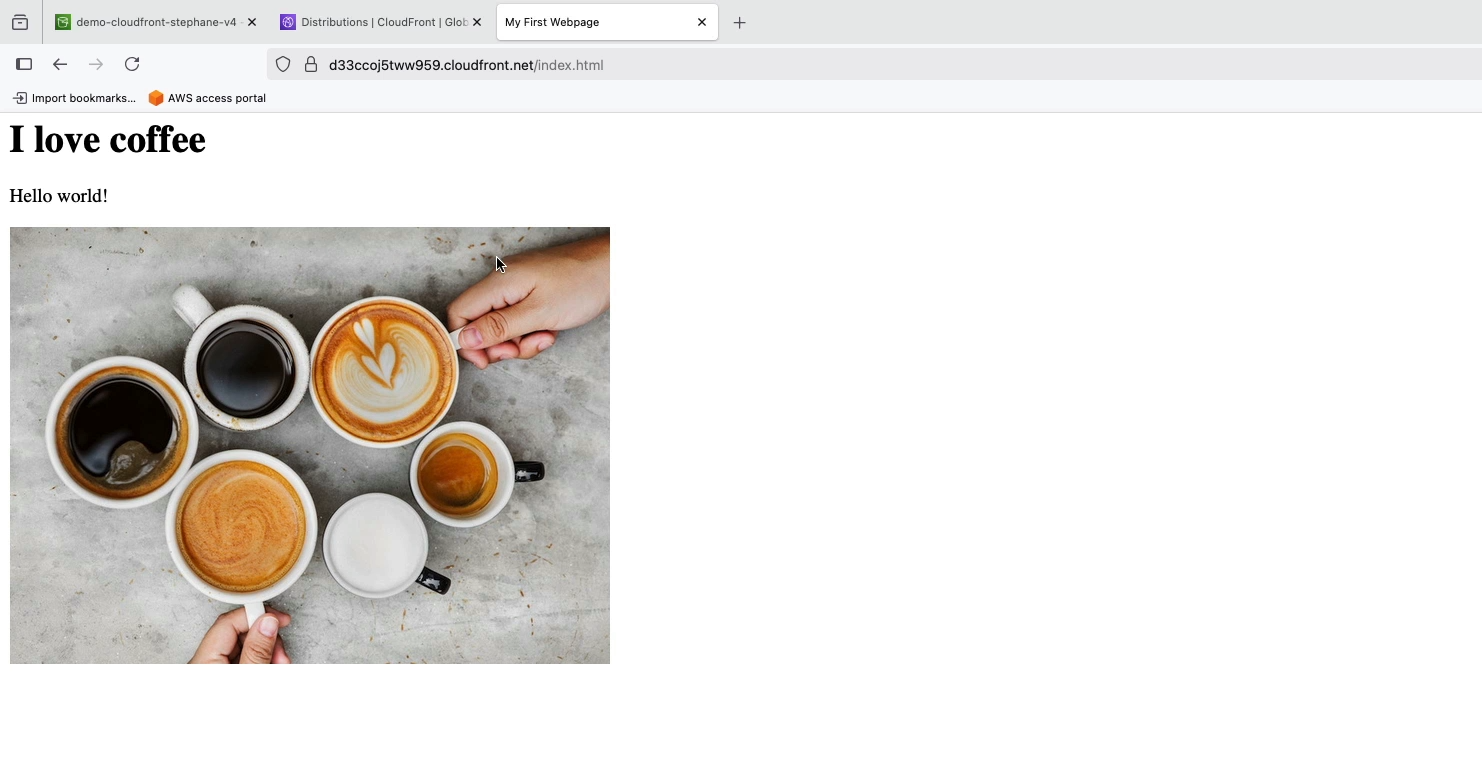 demo-cloudfront-stephane-v4
Distributions | CloudFront | Glob
My First Webpage
d33ccoj5tww959.cloudfront.net/index.html
Import bookmarks...
AWS access portal
I love coffee
Hello world!